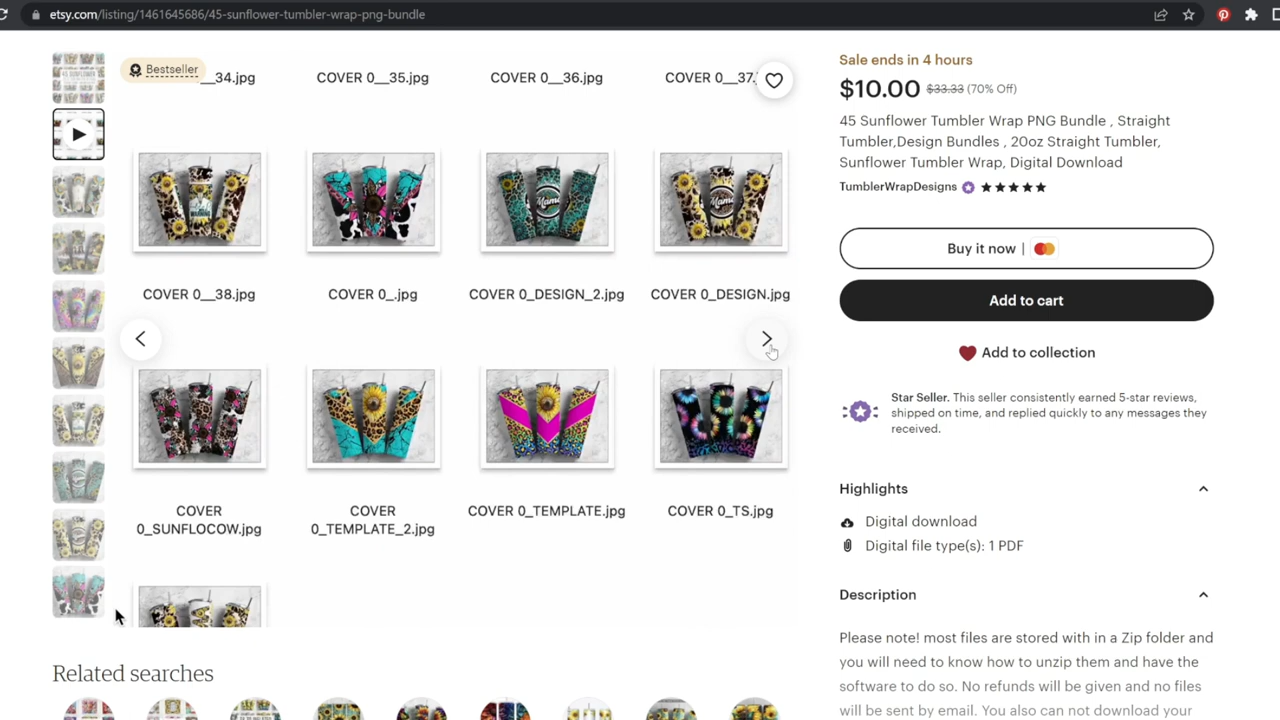 etsy.com/listing/1461645686/45-sunflower-tumbler-wrap-png-bundle
Bestseller
__34.jpg
COVER 0__35.jpg
COVER 0__36.jpg
COVER 0__37.
COVER 0__38.jpg
COVER 0_.jpg
COVER 0_DESIGN_2.jpg
COVER 0_DESIGN.jpg
COVER
0_SUNFLOCOW.jpg
COVER
0_TEMPLATE_2.jpg
COVER 0_TEMPLATE.jpg
COVER 0_TS.jpg
Related searches
Sale ends in 4 hours
$10.00 $33.33 (70% Off)
45 Sunflower Tumbler Wrap PNG Bundle , Straight
Tumbler,Design Bundles , 20oz Straight Tumbler,
Sunflower Tumbler Wrap, Digital Download
TumblerWrapDesigns
Buy it now |
Add to cart
Add to collection
Star Seller. This seller consistently earned 5-star reviews,
shipped on time, and replied quickly to any messages they
received.
Highlights
Digital download
Digital file type(s): 1 PDF
Description
Please note! most files are stored with in a Zip folder and
you will need to know how to unzip them and have the
software to do so. No refunds will be given and no files
will be sent by email. You also can not download your